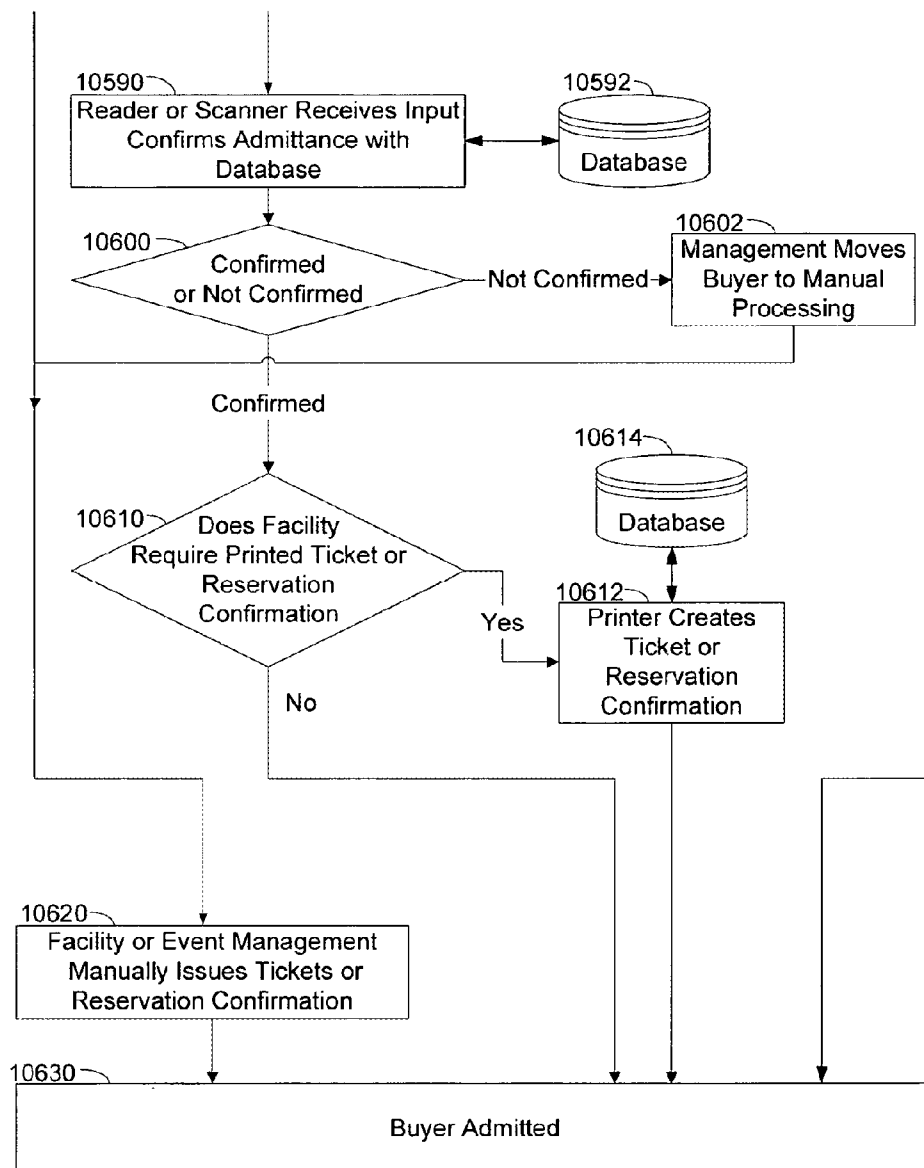 10590
Reader or Scanner Receives Input
Confirms Admittance with
Database
10592
Database
10600
Confirmed
or Not Confirmed
Not Confirmed
10602
Management Moves
Buyer to Manual
Processing
Confirmed
10614
Database
10610
Does Facility
Require Printed Ticket or
Reservation
Confirmation
Yes
10612
Printer Creates
Ticket or
Reservation
Confirmation
No
10620
Facility or Event Management
Manually Issues Tickets or
Reservation Confirmation
10630
Buyer Admitted